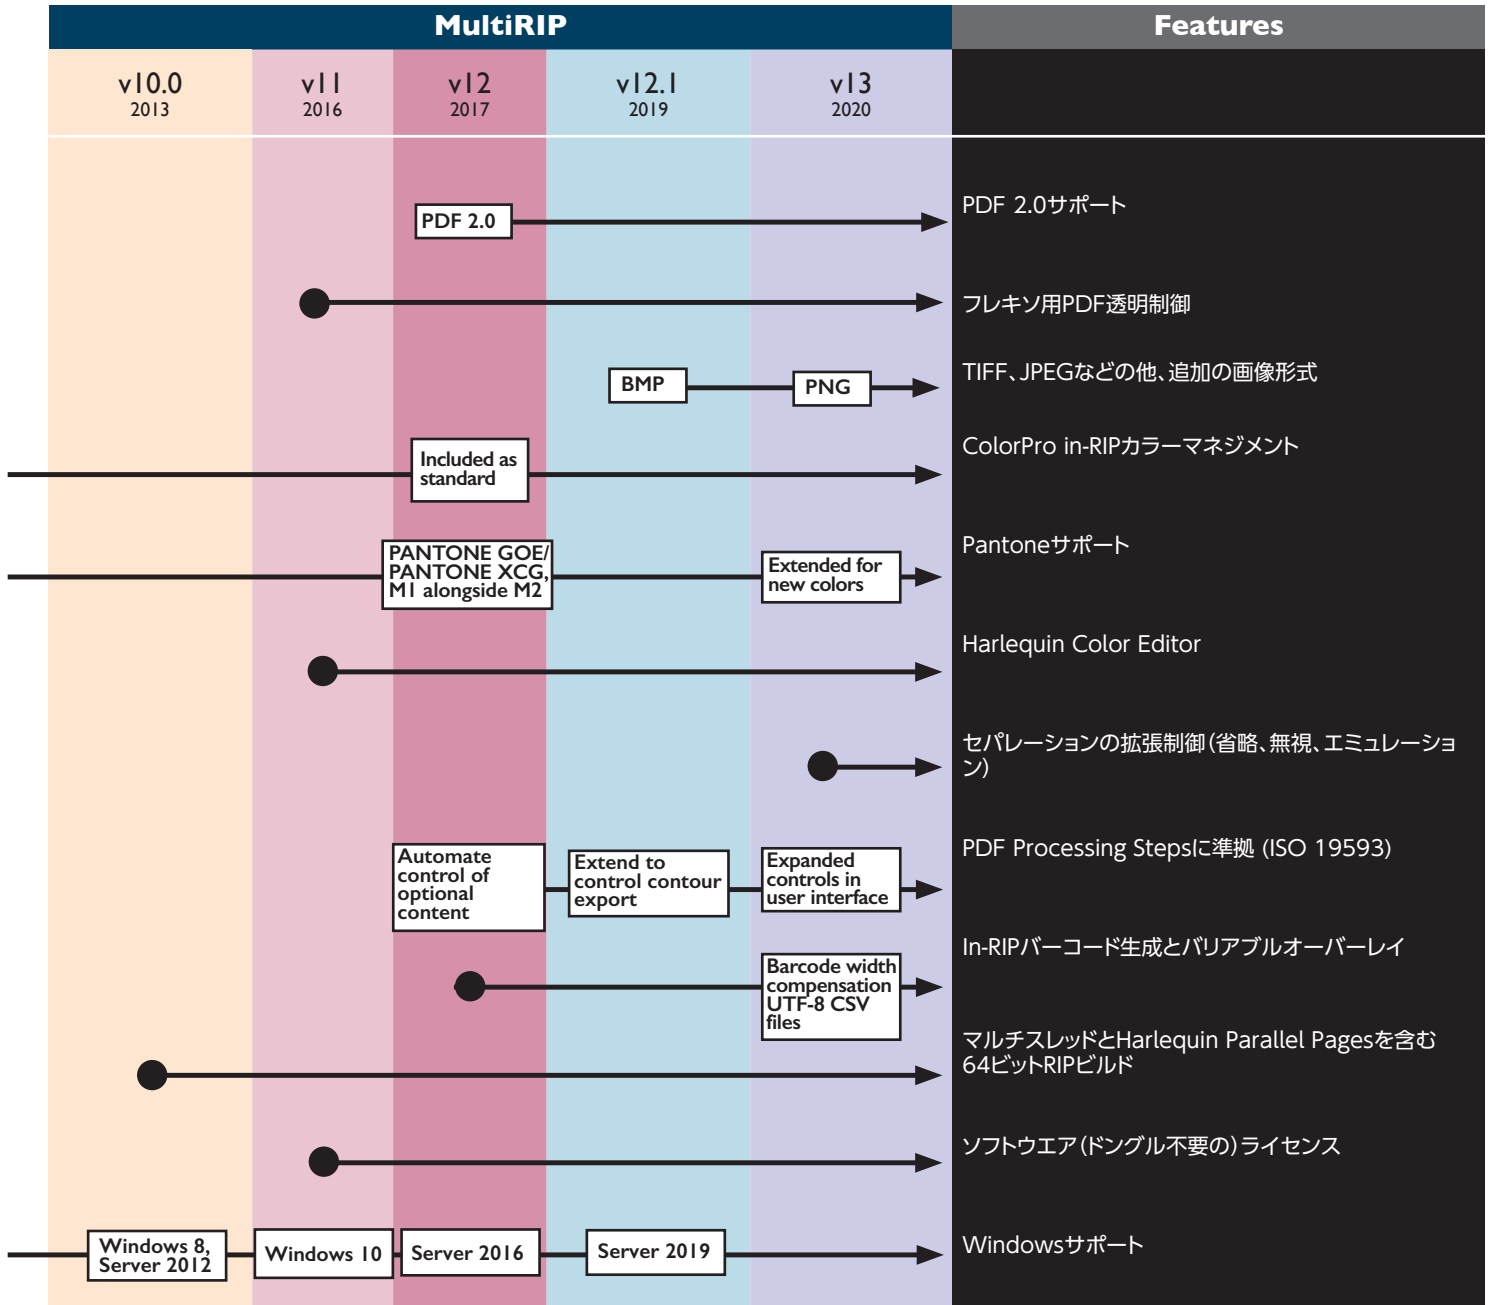 MultiRIP
Features
v10.0
2013
v11
2016
v12
2017
v12.1
2019
v13
2020
PDF 2.0
PDF 2.0サポート
フレキソ用PDF透明制御
BMP
PNG
TIFF、JPEGなどの他、追加の画像形式
Included as
standard
ColorPro in-RIPカラーマネジメント
PANTONE GOE/
PANTONE XCG,
M1 alongside M2
Extended for
new colors
Pantoneサポート
Harlequin Color Editor
セパレーションの拡張制御（省略、無視、エミュレーショ
ン）
Automate
control of
optional
content
Extend to
control contour
export
Expanded
controls in
user interface
PDF Processing Stepsに準拠 (ISO 19593)
Barcode width
compensation
UTF-8 CSV
files
In-RIPバーコード生成とバリアブルオーバーレイ
マルチスレッドとHarlequin Parallel Pagesを含む
64ビットRIPビルド
ソフトウエア（ドングル不要の）ライセンス
Windows 8,
Server 2012
Windows 10
Server 2016
Server 2019
Windowsサポート